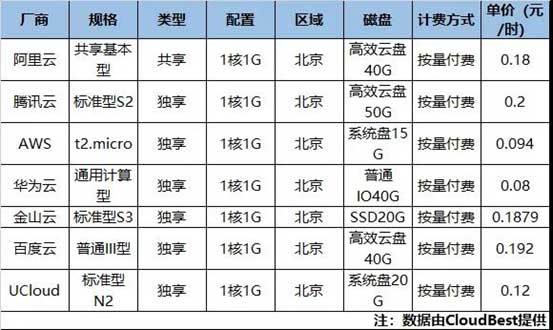 厂商 规格 类型 配置 区域 磁盘 计费方式 单价（元
/时）
阿里云 共享基本型 共享 1核1G 北京 高效云盘40G 按量付费 0.18
腾讯云 标准型S2 独享 1核1G 北京 高效云盘50G 按量付费 0.2
AWS t2.micro 独享 1核1G 北京 系统盘15G 按量付费 0.094
华为云 通用计算型 独享 1核1G 北京 普通IO40G 按量付费 0.08
金山云 标准型S3 独享 1核1G 北京 SSD20G 按量付费 0.1879
百度云 普通III型 独享 1核1G 北京 高效云盘40G 按量付费 0.192
UCloud 标准型N2 独享 1核1G 北京 系统盘20G 按量付费 0.12
注：数据由CloudBest提供